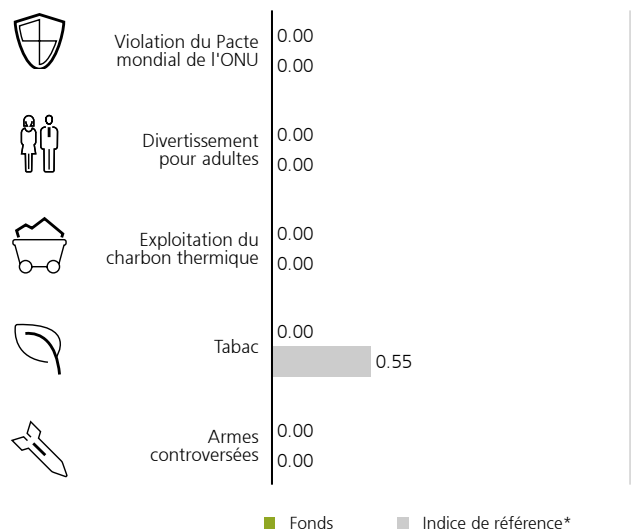 Violation du Pacte
mondial de l'ONU
0.00
0.00
Divertissement
pour adultes
0.00
0.00
Exploitation du
charbon thermique
0.00
0.00
Tabac
0.00
0.55
Armes
controversées
0.00
0.00
Fonds
Indice de référence*